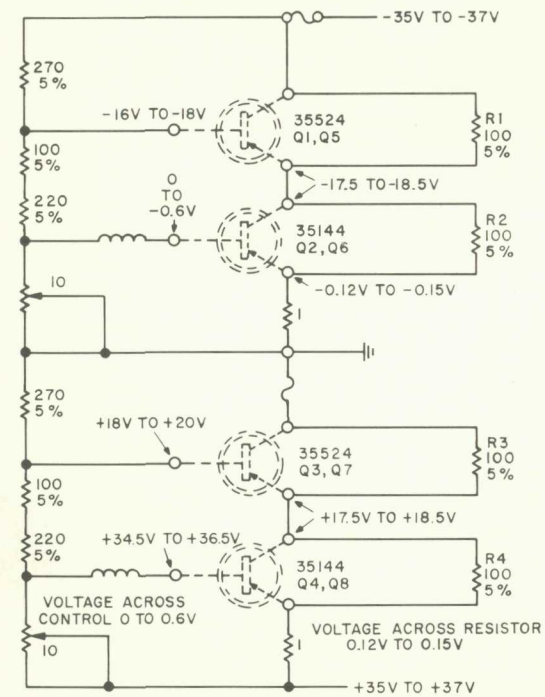 -35V TO -37V
270
5%
-16V TO -18V
35524
Q1,Q5
R1
100
5%
100
5%
-17.5 TO-18.5V
220
5%
0
TO
-0.6V
35144
Q2,Q6
R2
100
5%
-0.12V TO -0.15V
10
1
270
5%
+18V TO +20V
35524
Q3,Q7
R3
100
5%
100
5%
+17.5V TO +18.5V
220
5%
+34.5V TO +36.5V
35144
Q4,Q8
R4
100
5%
VOLTAGE ACROSS
CONTROL 0 TO 0.6V
10
1
VOLTAGE ACROSS RESISTOR
0.12V TO 0.15V
+35V TO +37V